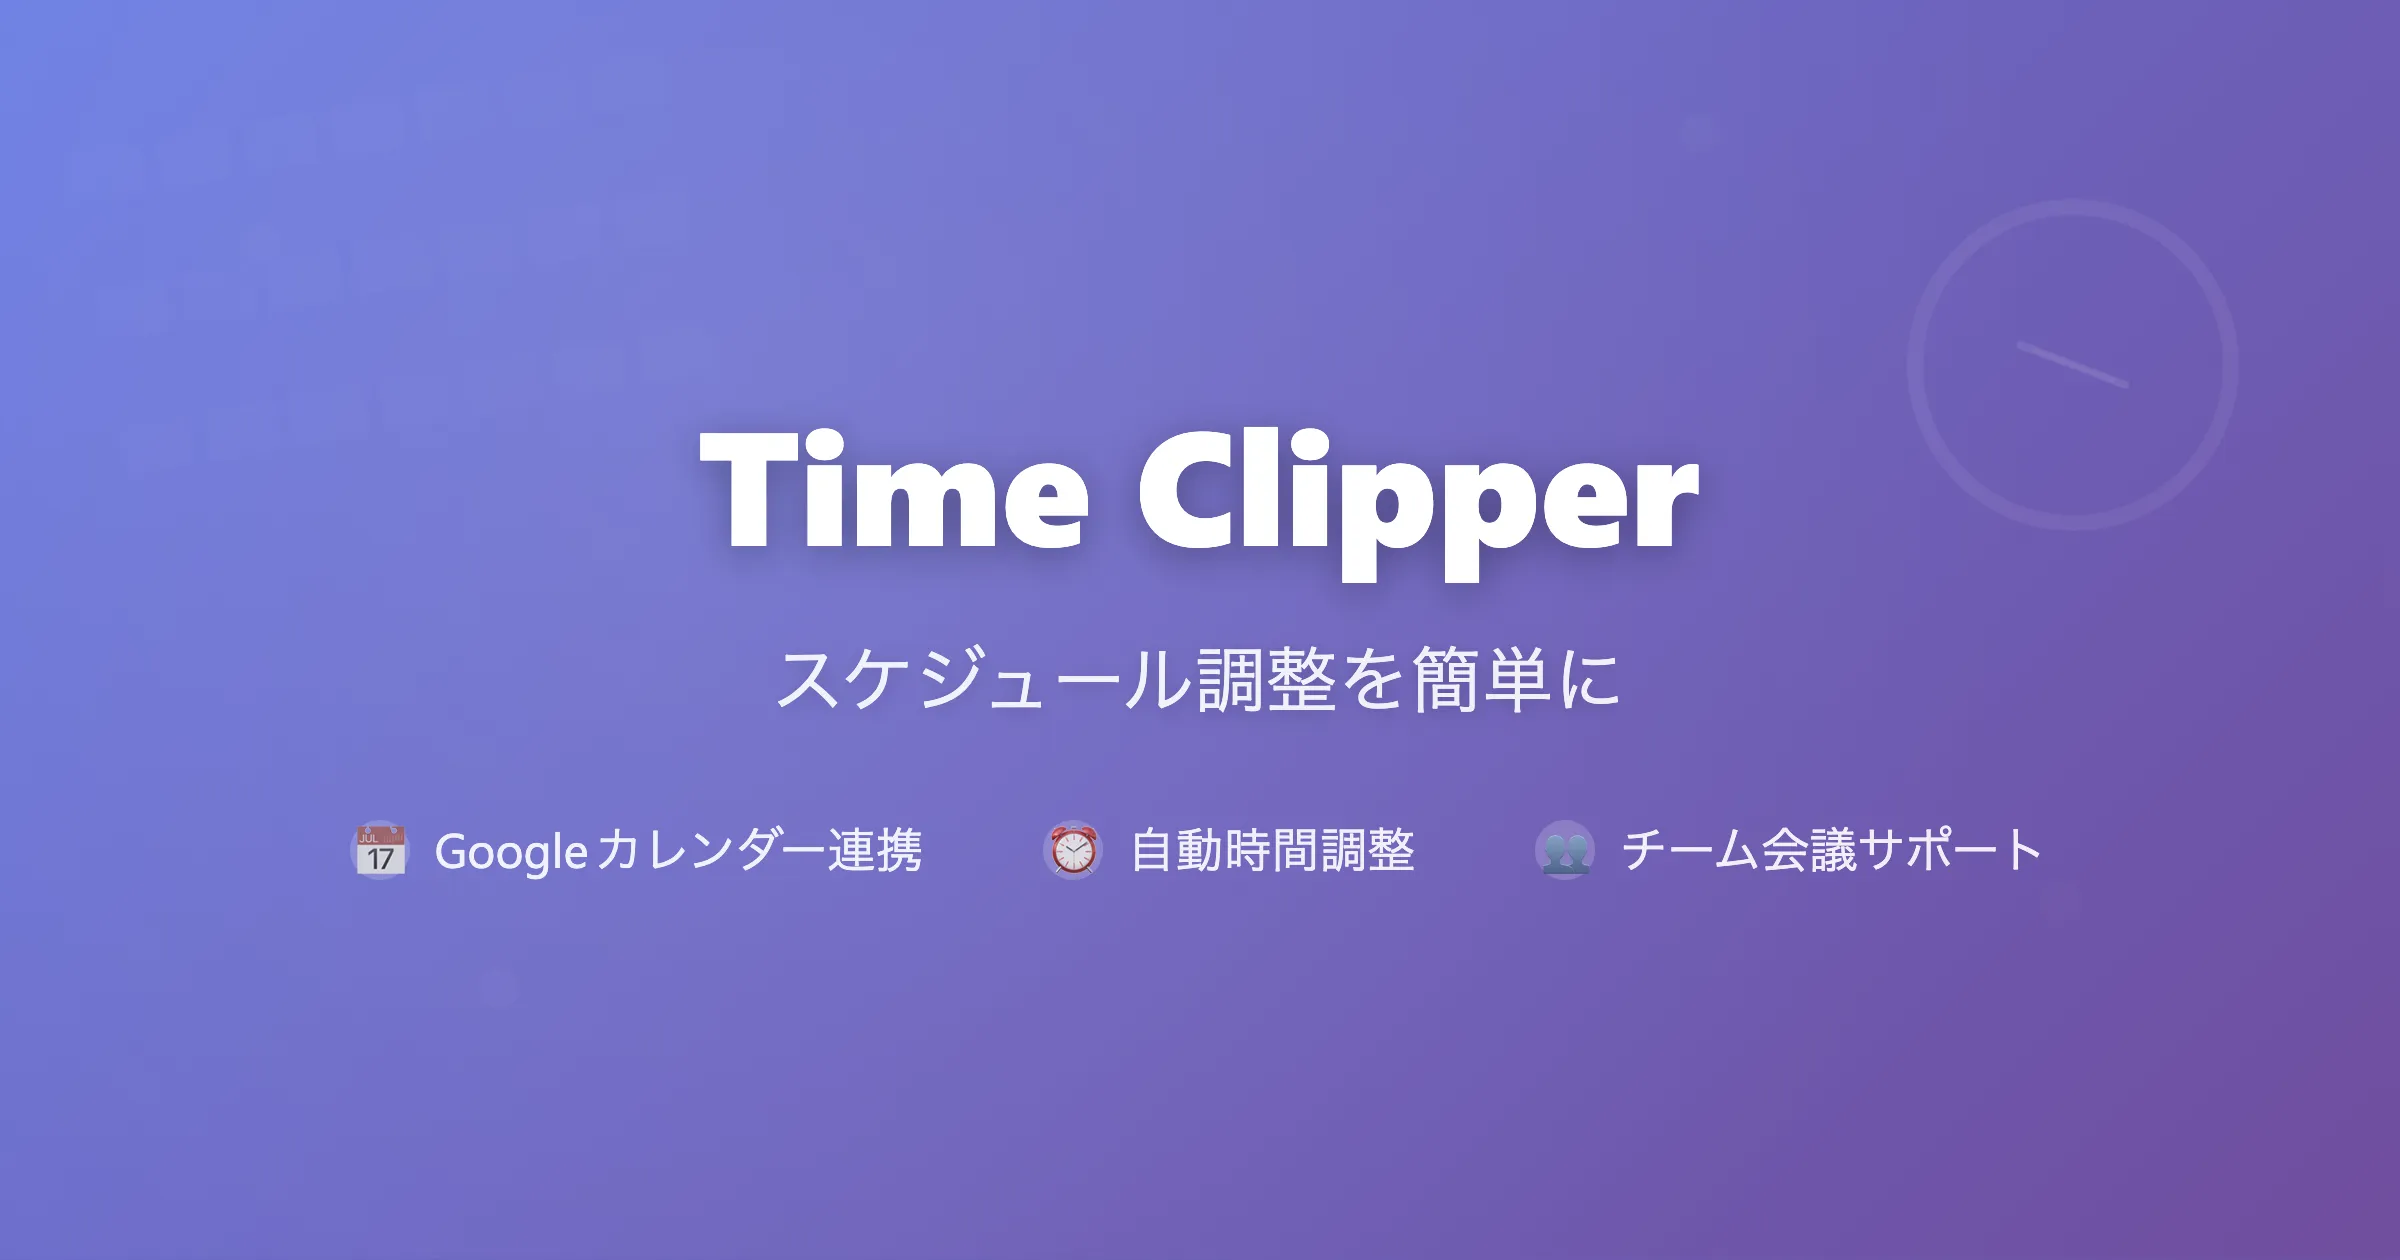 Time Clipper
スケジュール調整を簡単に
JUL
17
Googleカレンダー連携
自動時間調整
チーム会議サポート